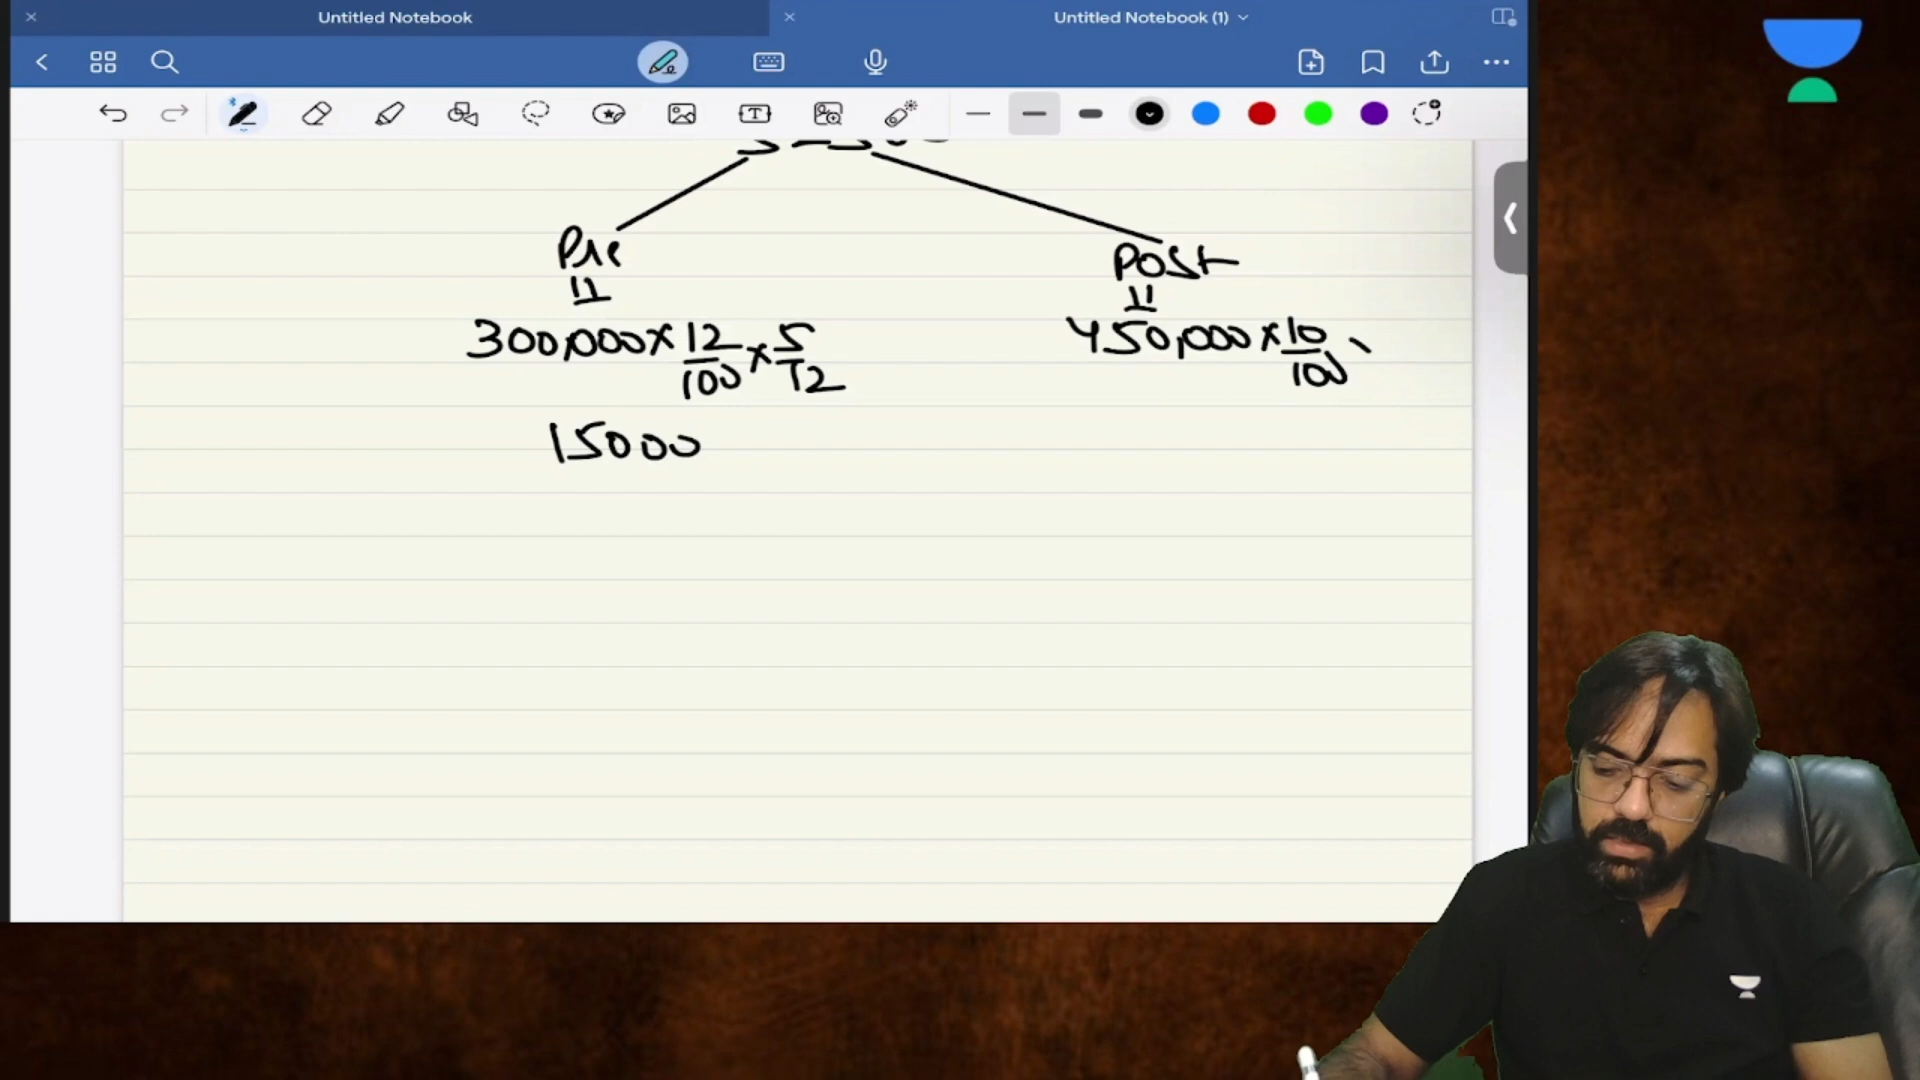 Untitled Notebook
Untitled Notebook (1)
Pre
Post
300,000 x 12/100 x 5/12
450,000 x 10/100
15000